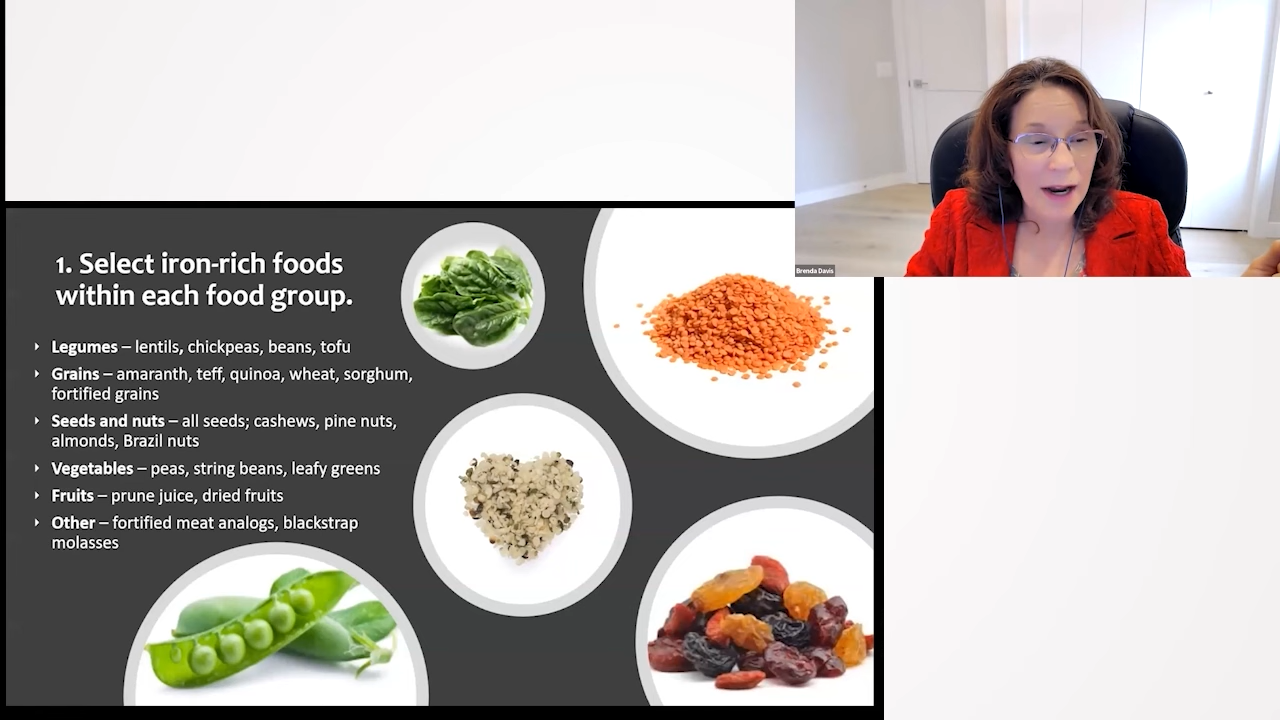 Brenda Davis
1. Select iron-rich foods
within each food group.
Legumes – lentils, chickpeas, beans, tofu
Grains – amaranth, teff, quinoa, wheat, sorghum,
fortified grains
Seeds and nuts – all seeds; cashews, pine nuts,
almonds, Brazil nuts
Vegetables – peas, string beans, leafy greens
Fruits – prune juice, dried fruits
Other – fortified meat analogs, blackstrap
molasses